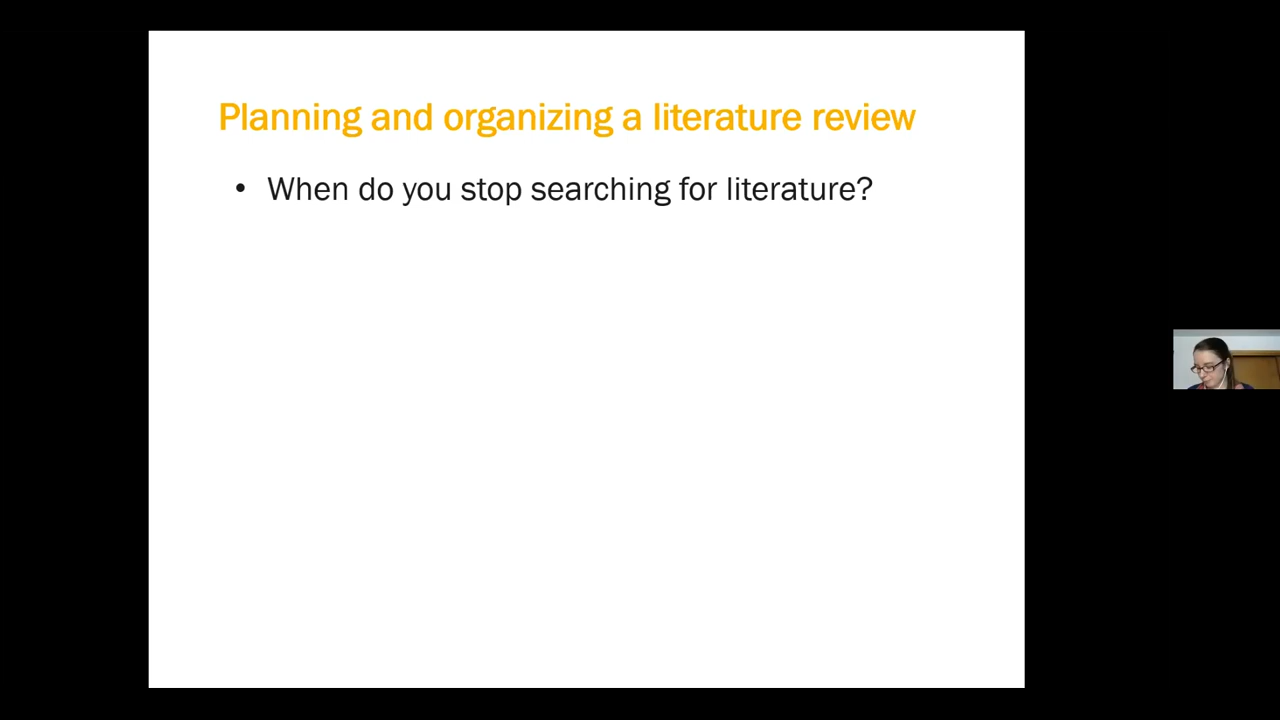 Planning and organizing a literature review
• When do you stop searching for literature?